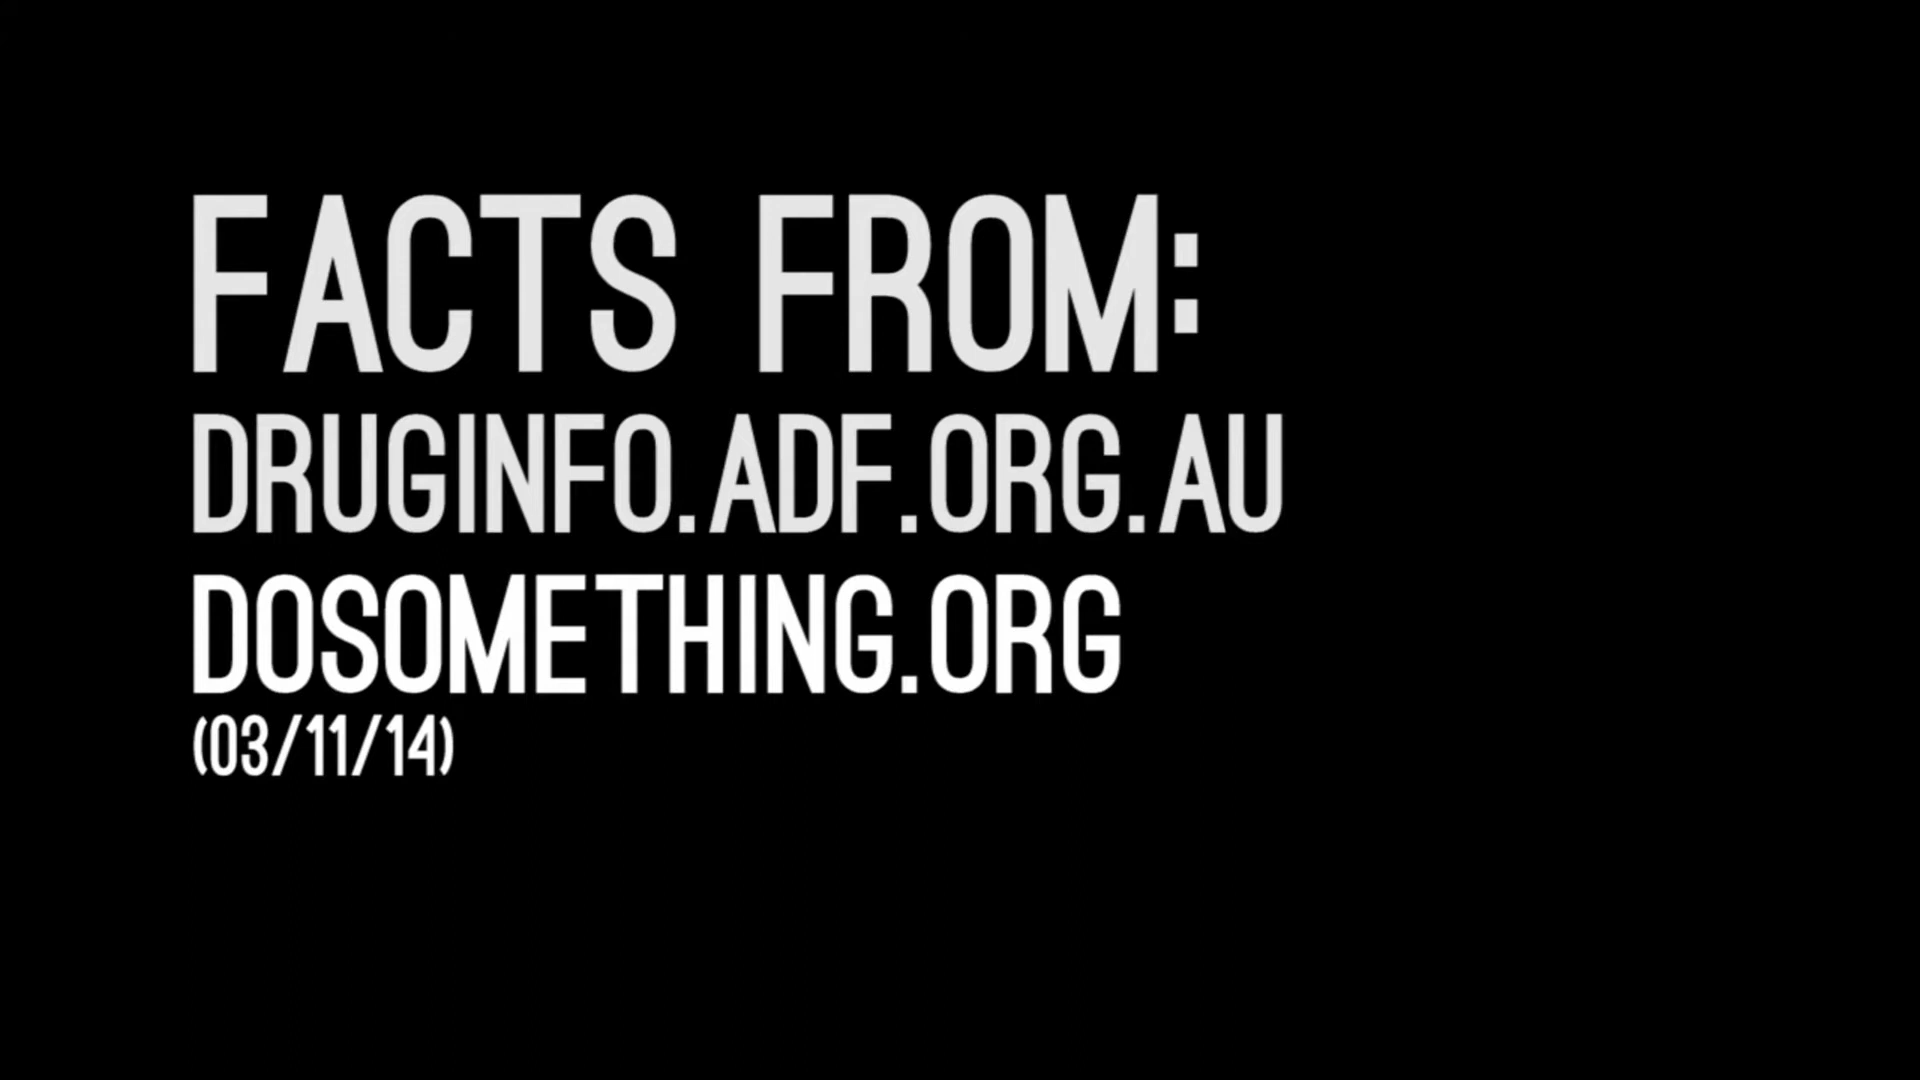 FACTS FROM:
DRUGINFO.ADF.ORG.AU
DOSOMETHING.ORG
(03/11/14)